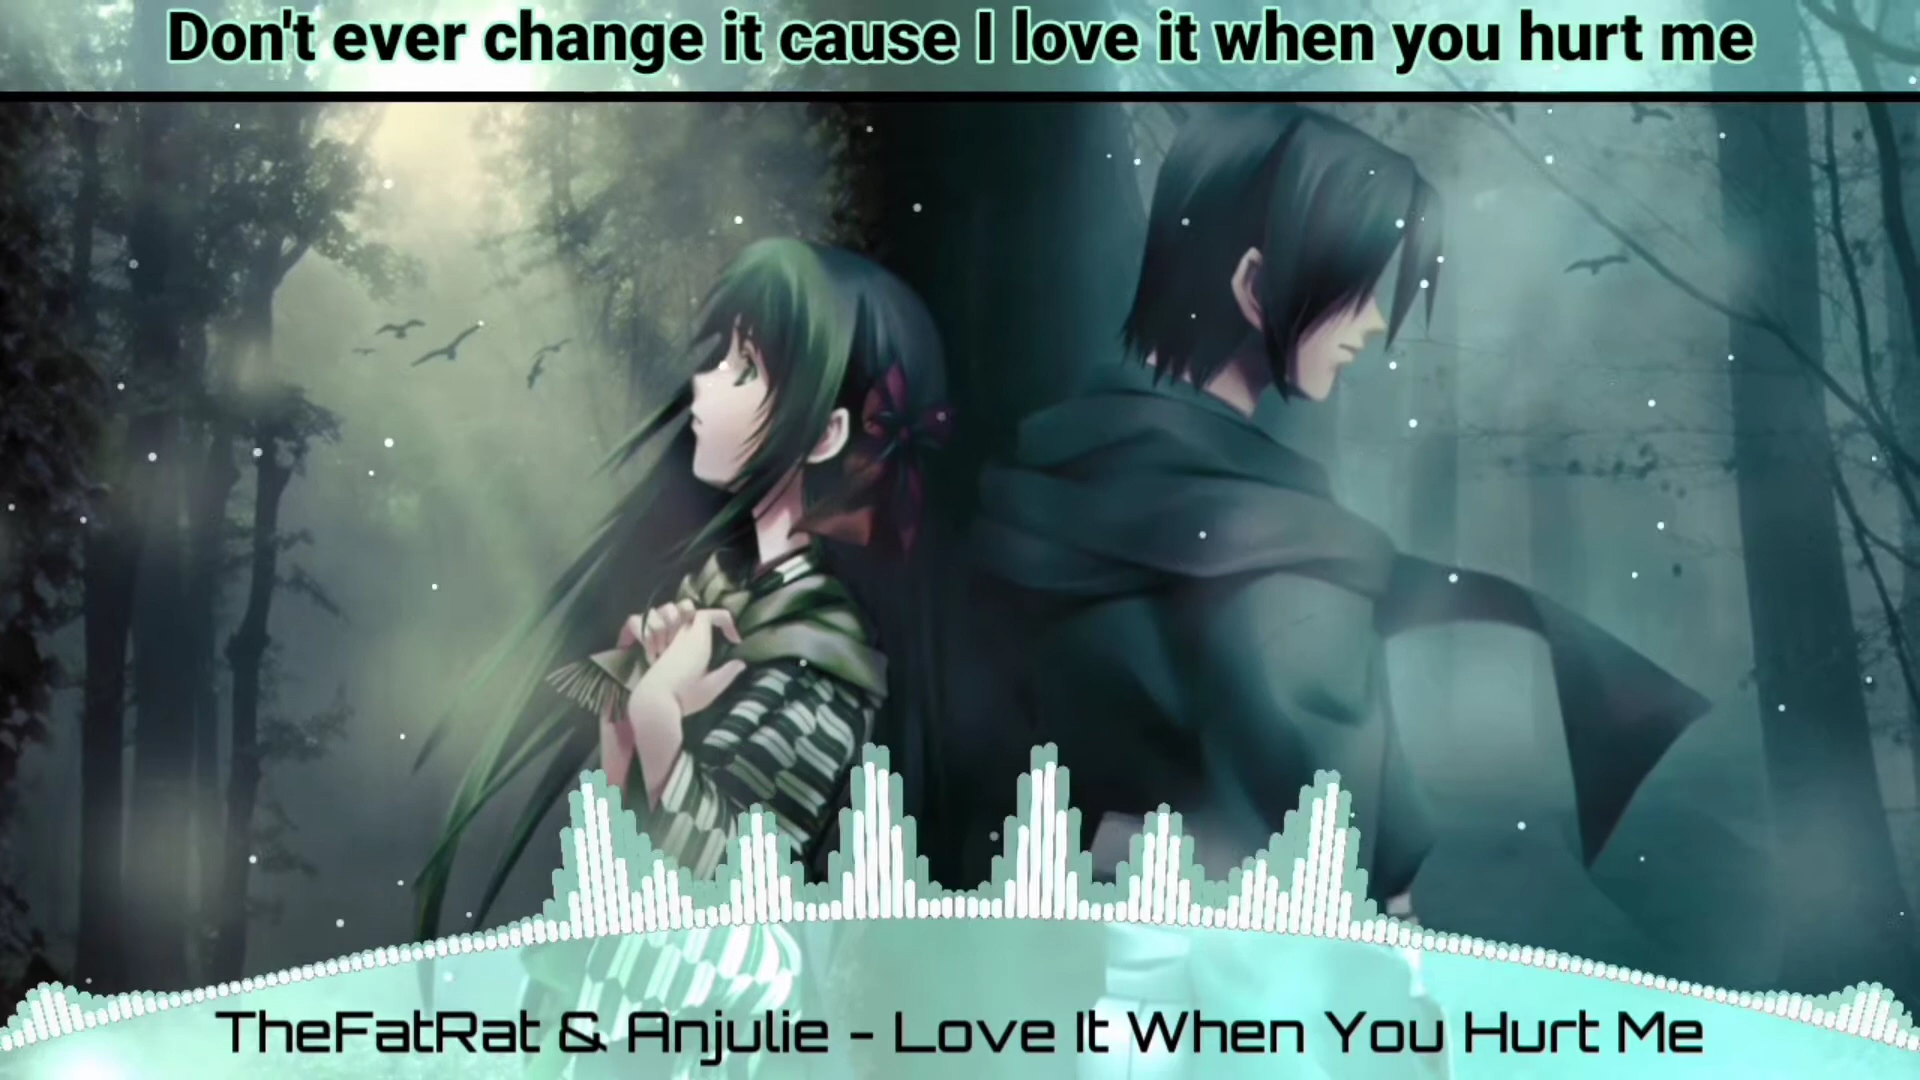 Don't ever change it cause I love it when you hurt me
TheFatRat & Anjulie - Love It When You Hurt Me